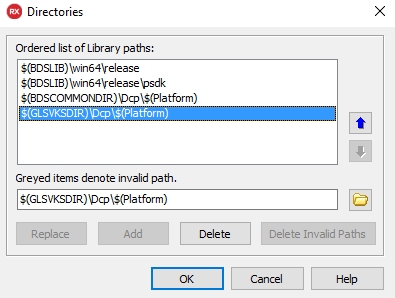 RX Directories
Ordered list of Library paths:
$(BDSLIB)\win64\release
$(BDSLIB)\win64\release\psdk
$(BDSCOMMONDIR)\Dcp\$(Platform)
$(GLSVKSDIR)\Dcp\$(Platform)
Greyed items denote invalid path.
$(GLSVKSDIR)\Dcp\$(Platform)
Replace Add Delete Delete Invalid Paths
OK Cancel Help